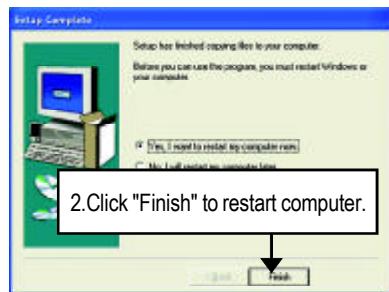 Setup Complete
Setup has finished copying files to your computer.
Before you can use the program, you must restart Windows or
your computer.
Yes, I want to restart my computer now.
No, I will restart my computer later.
2.Click "Finish" to restart computer.
< Back
Finish